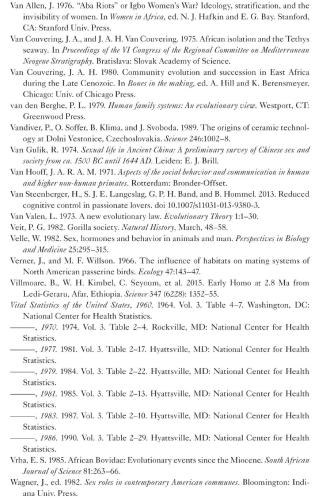 Van Allen, J. 1976. "Aba Riots" or Igbo Women's War? Ideology, stratification, and the
invisibility of women. In Women in Africa, ed. N. J. Hafkin and E. G. Bay. Stanford,
CA: Stanford Univ. Press.
Van Couvering, J. A., and J. A. H. Van Couvering. 1975. African isolation and the Tethys
seaway. In Proceedings of the VI Congress of the Regional Committee on Mediterranean
Neogene Stratigraphy. Bratislava: Slovak Academy of Science.
Van Couvering, J. A. H. 1980. Community evolution and succession in East Africa
during the Late Cenozoic. In Bones in the making, ed. A. Hill and K. Berensmeyer.
Chicago: Univ. of Chicago Press.
van den Berghe, P. L. 1979. Human family systems: An evolutionary view. Westport, CT:
Greenwood Press.
Vandiver, P., O. Soffer, B. Klima, and J. Svoboda. 1989. The origins of ceramic technol-
ogy at Dolni Vestonice, Czechoslovakia. Science 246:1002–8.
Van Gulik, R. 1974. Sexual life in Ancient China: A preliminary survey of Chinese sex and
society from ca. 1500 BC until 1644 AD. Leiden: E. J. Brill.
Van Hooff, J. A. R. A. M. 1971. Aspects of the social behavior and communication in human
and higher non-human primates. Rotterdam: Bronder-Offset.
Van Steenbergen, H., S. J. E. Langeslag, G. P. H. Band, and B. Hommel. 2013. Reduced
cognitive control in passionate lovers. doi 10.1007/s11031-013-9380-3.
Van Valen, L. 1973. A new evolutionary law. Evolutionary Theory 1:1–30.
Veit, P. G. 1982. Gorilla society. Natural History, March, 48–58.
Velle, W. 1982. Sex, hormones and behavior in animals and man. Perspectives in Biology
and Medicine 25:295–315.
Verner, J., and M. F. Willson. 1966. The influence of habitats on mating systems of
North American passerine birds. Ecology 47:143–47.
Villmoare, B., W. H. Kimbel, C. Seyoum, et al. 2015. Early Homo at 2.8 Ma from
Ledi-Geraru, Afar, Ethiopia. Science 347 (6228): 1352–55.
Vital Statistics of the United States, 1960. 1964. Vol. 3. Table 4–7. Washington, DC:
National Center for Health Statistics.
———, 1970. 1974, Vol. 3. Table 2–4. Rockville, MD: National Center for Health
Statistics.
———, 1977. 1981. Vol. 3. Table 2–17. Hyattsville, MD: National Center for Health
Statistics.
———, 1979. 1984. Vol. 3. Table 2–22. Hyattsville, MD: National Center for Health
Statistics.
———, 1981. 1985. Vol. 3. Table 2–13. Hyattsville, MD: National Center for Health
Statistics.
———, 1983. 1987. Vol. 3. Table 2–10. Hyattsville, MD: National Center for Health
Statistics.
———, 1986. 1990. Vol. 3. Table 2–29. Hyattsville, MD: National Center for Health
Statistics.
Vrba, E. S. 1985. African Bovidae: Evolutionary events since the Miocene. South African
Journal of Science 81:263–66.
Wagner, J., ed. 1982. Sex roles in contemporary American communes. Bloomington: Indi-
ana Univ. Press.